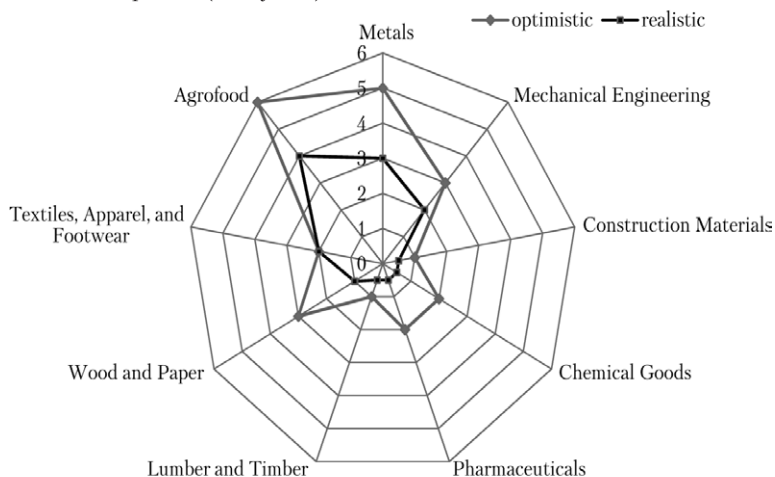 optimistic realistic
Metals
6
Agrofood
5
Mechanical Engineering
4
3
Textiles, Apparel, and
Footwear
2
Construction Materials
1
0
Wood and Paper
Chemical Goods
Lumber and Timber
Pharmaceuticals